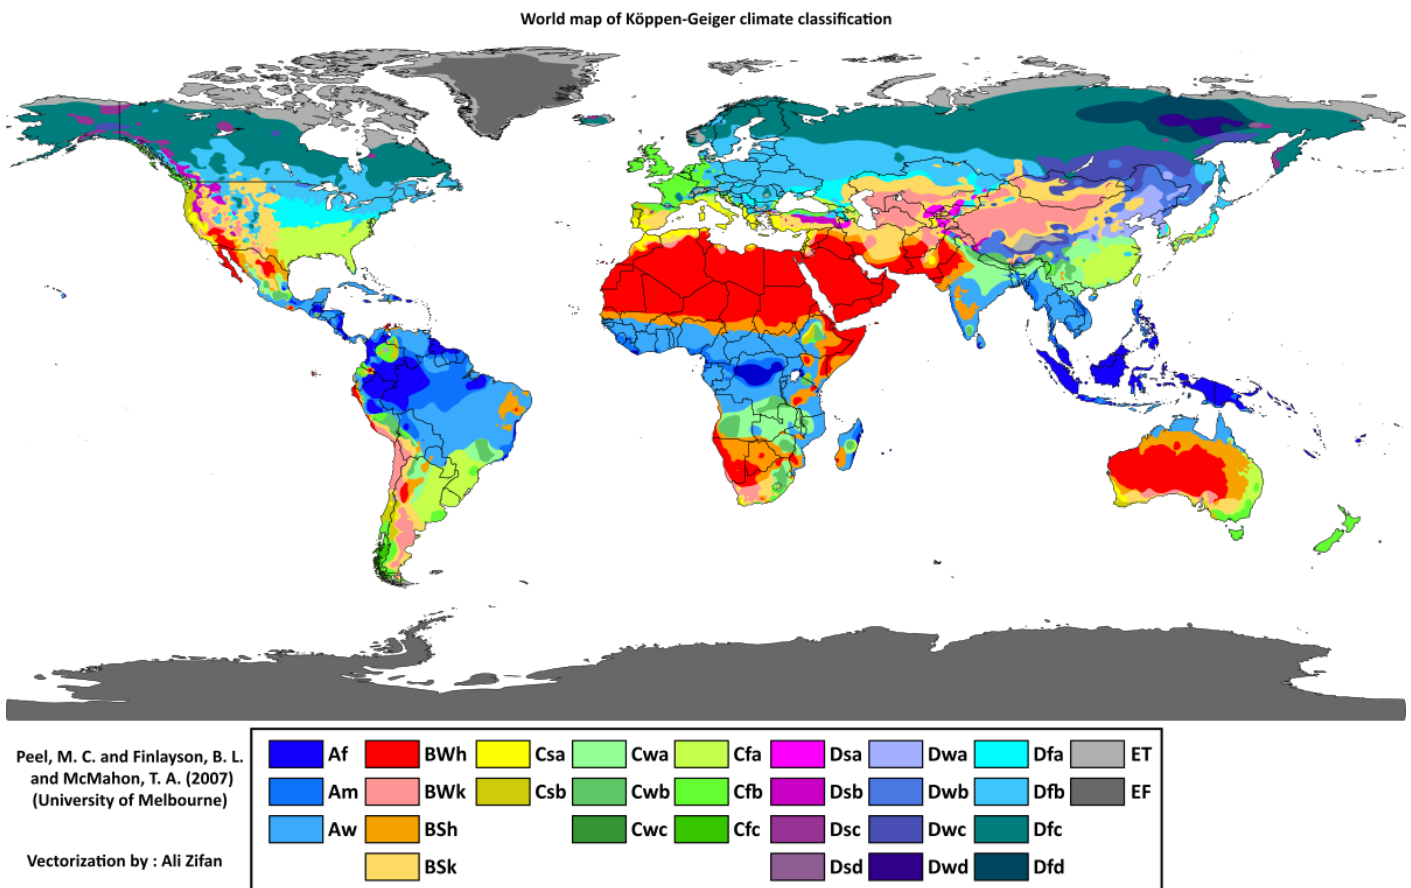 World map of Köppen-Geiger climate classification
Peel, M. C. and Finlayson, B. L.
and McMahon, T. A. (2007)
(University of Melbourne)
Vectorization by : Ali Zifan
Af BWh Csa Cwa Cfa Dsa Dwa Dfa ET
Am BWk Csb Cwb Cfb Dsb Dwb Dfb EF
Aw BSh Cwc Cfc Dsc Dwc Dfc
BSk Dsd Dwd Dfd